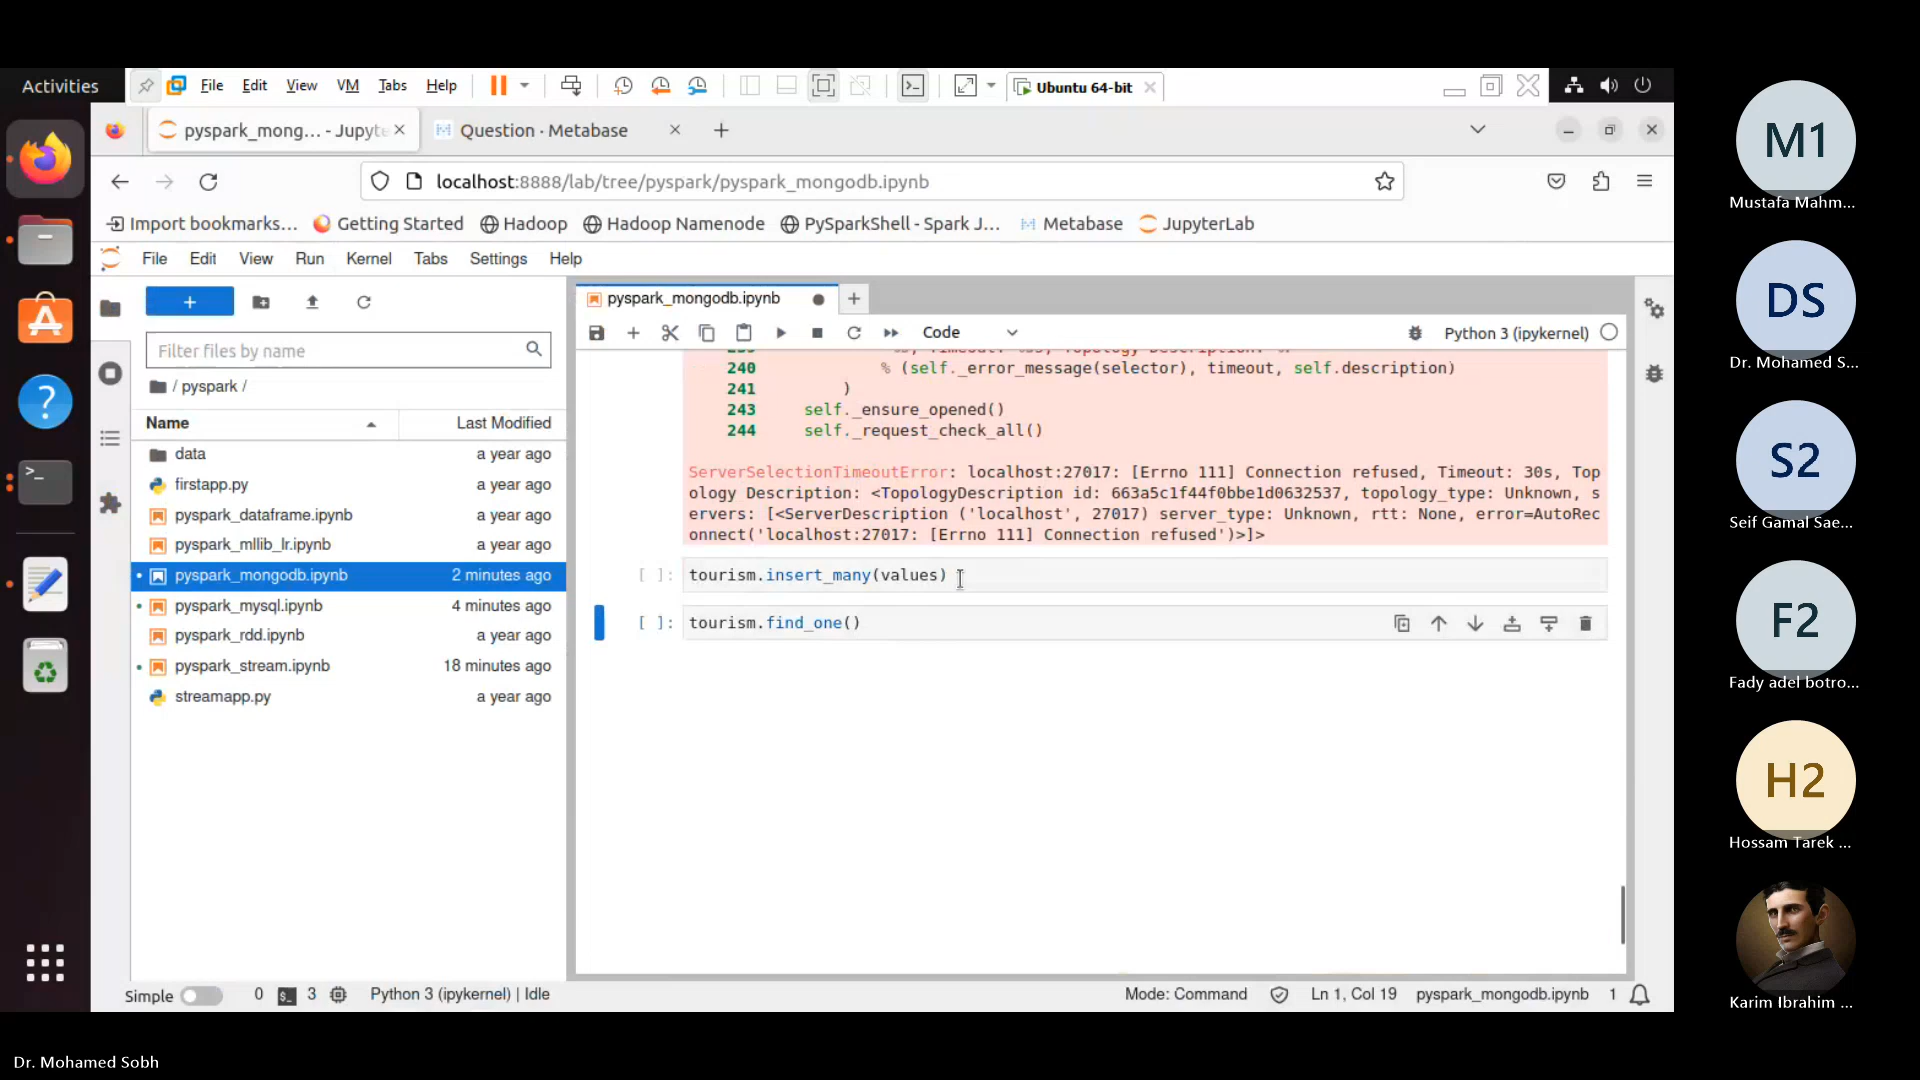 Activities
File Edit View VM Tabs Help
Ubuntu 64-bit
pyspark_mong... - Jupyte
Question · Metabase
localhost:8888/lab/tree/pyspark/pyspark_mongodb.ipynb
Import bookmarks... Getting Started Hadoop Hadoop Namenode PySparkShell - Spark J... Metabase JupyterLab
File Edit View Run Kernel Tabs Settings Help
Filter files by name
/ pyspark /
Name Last Modified
data a year ago
firstapp.py a year ago
pyspark_dataframe.ipynb a year ago
pyspark_mllib_lr.ipynb a year ago
pyspark_mongodb.ipynb 2 minutes ago
pyspark_mysql.ipynb 4 minutes ago
pyspark_rdd.ipynb a year ago
pyspark_stream.ipynb 18 minutes ago
streamapp.py a year ago
pyspark_mongodb.ipynb
Code
Python 3 (ipykernel)
240 % (self._error_message(selector), timeout, self.description)
241 )
243 self._ensure_opened()
244 self._request_check_all()
ServerSelectionTimeoutError: localhost:27017: [Errno 111] Connection refused, Timeout: 30s, Top
ology Description: <TopologyDescription id: 663a5c1f44f0bbe1d0632537, topology_type: Unknown, s
ervers: [<ServerDescription ('localhost', 27017) server_type: Unknown, rtt: None, error=AutoRec
onnect('localhost:27017: [Errno 111] Connection refused')>]>
[ ]: tourism.insert_many(values)
[ ]: tourism.find_one()
Simple 0 3 Python 3 (ipykernel) | Idle
Mode: Command Ln 1, Col 19 pyspark_mongodb.ipynb 1
M1
Mustafa Mahm...
DS
Dr. Mohamed S...
S2
Seif Gamal Sae...
F2
Fady adel botro...
H2
Hossam Tarek ...
Karim Ibrahim ...
Dr. Mohamed Sobh